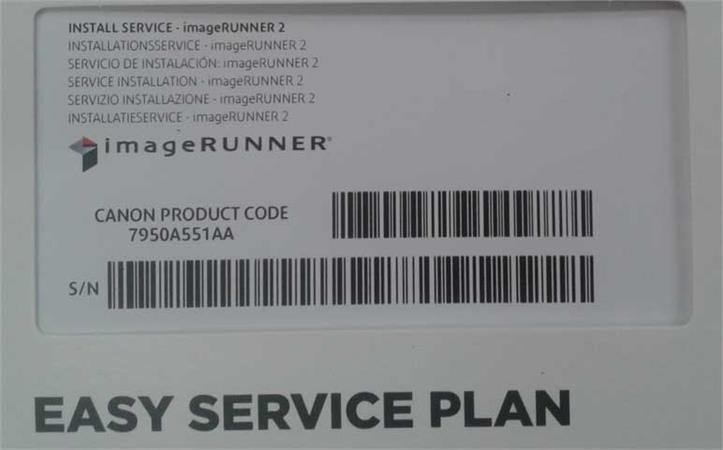 INSTALL SERVICE - imageRUNNER 2
INSTALLATIONSSERVICE - imageRUNNER 2
SERVICIO DE INSTALACIÓN: imageRUNNER 2
SERVICE INSTALLATION - imageRUNNER 2
SERVIZIO INSTALLAZIONE - imageRUNNER 2
INSTALLATIESERVICE - imageRUNNER 2
imageRUNNER®
CANON PRODUCT CODE
7950A551AA
S/N
EASY SERVICE PLAN